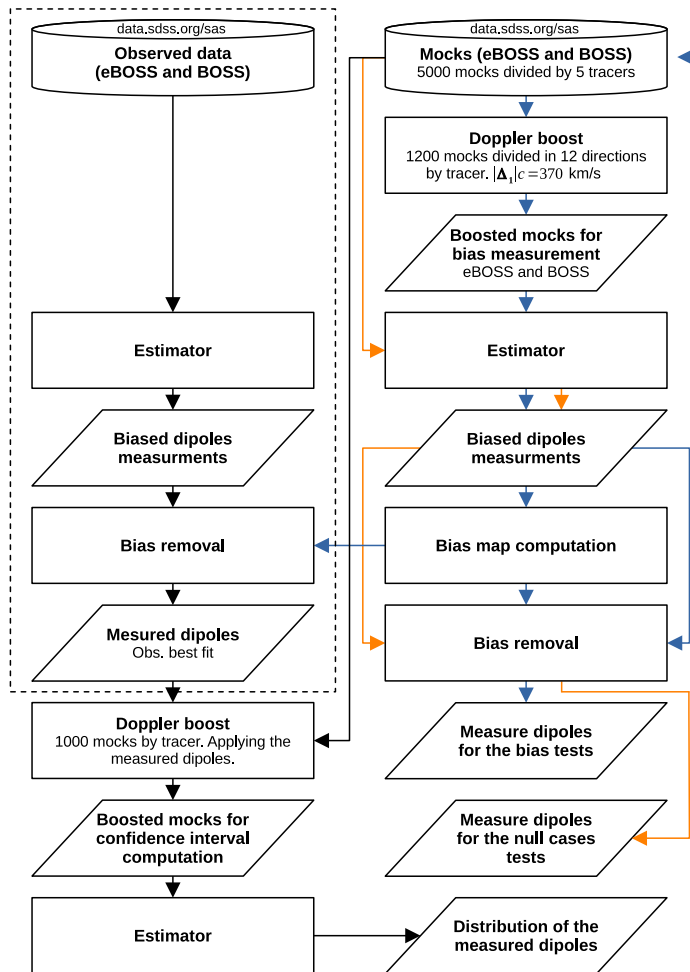 data.sdss.org/sas
Observed data
(eBOSS and BOSS)
Estimator
Biased dipoles
measurments
Bias removal
Mesured dipoles
Obs. best fit
Doppler boost
1000 mocks by tracer. Applying the
measured dipoles.
Boosted mocks for
confidence interval
computation
Estimator
data.sdss.org/sas
Mocks (eBOSS and BOSS)
5000 mocks divided by 5 tracers
Doppler boost
1200 mocks divided in 12 directions
by tracer. |Δ₁|c=370 km/s
Boosted mocks for
bias measurement
eBOSS and BOSS
Estimator
Biased dipoles
measurments
Bias map computation
Bias removal
Measure dipoles
for the bias tests
Measure dipoles
for the null cases
tests
Distribution of the
measured dipoles